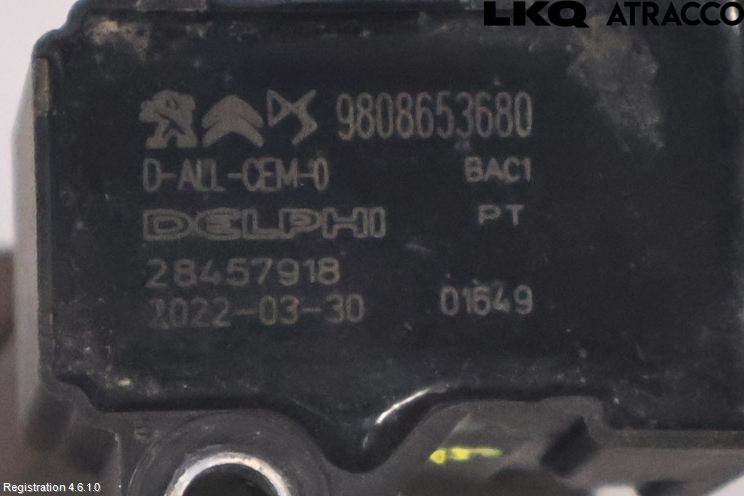 LKQ ATRACCO
9808653680
D-ALL-CEM-0 BAC1
DELPHI PT
28457918
2022-03-30 01649
Registration 4.6.1.0